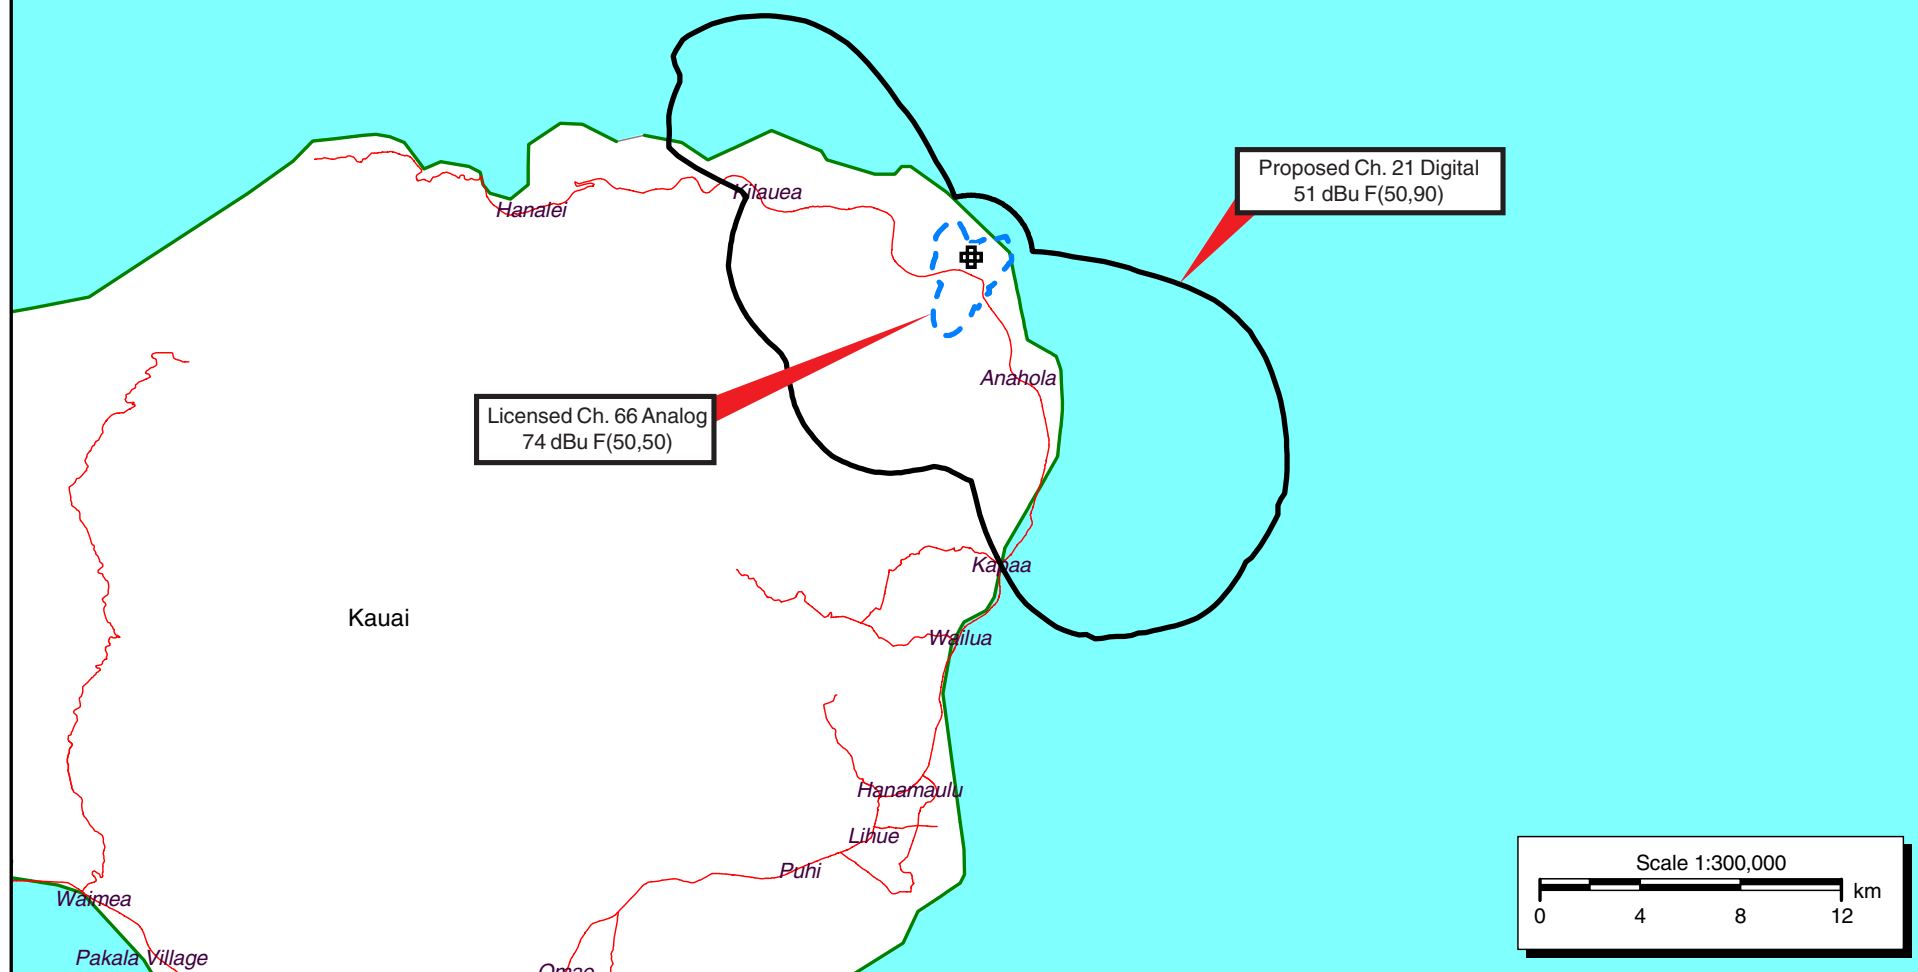 Proposed Ch. 21 Digital
51 dBu F(50,90)
Kilauea
Hanalei
Anahola
Licensed Ch. 66 Analog
74 dBu F(50,50)
Kapaa
Kauai
Wailua
Hanamaulu
Lihue
Puhi
Waimea
Pakala Village
Omao
Scale 1:300,000
km
0 4 8 12